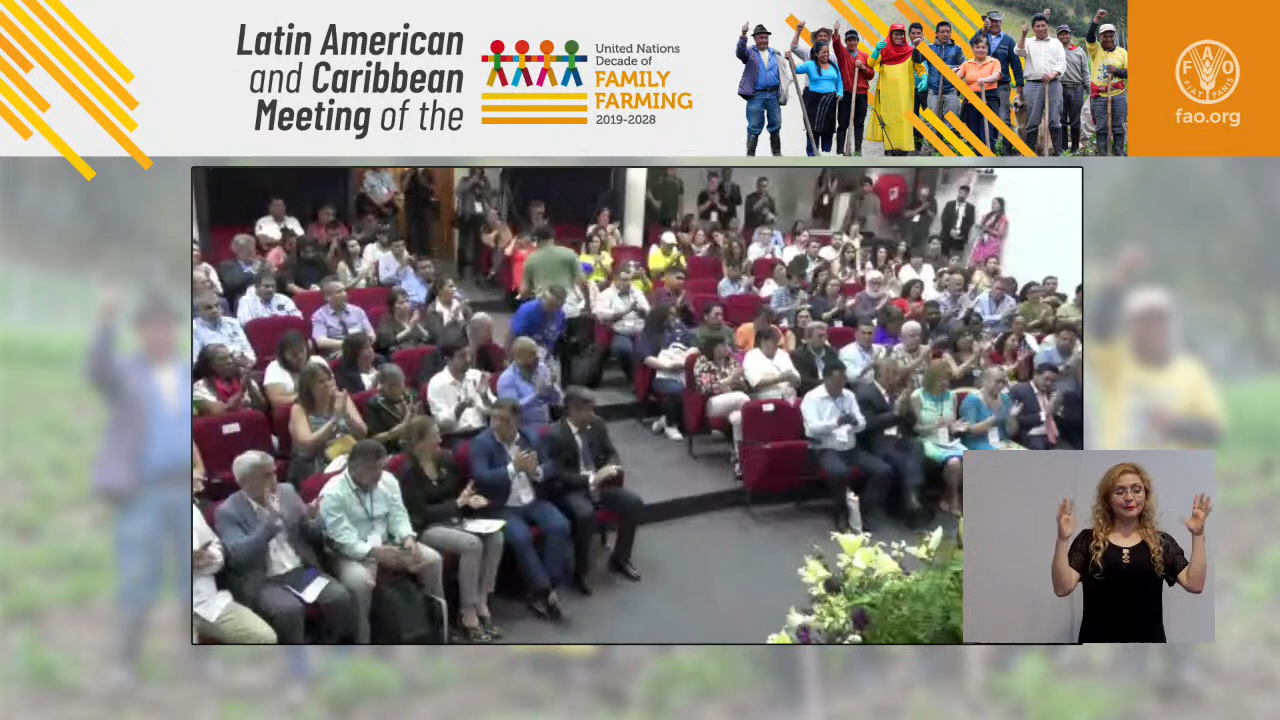 Latin American
and Caribbean
Meeting of the
United Nations
Decade of
FAMILY
FARMING
2019-2028
FAO
FIAT PANIS
fao.org